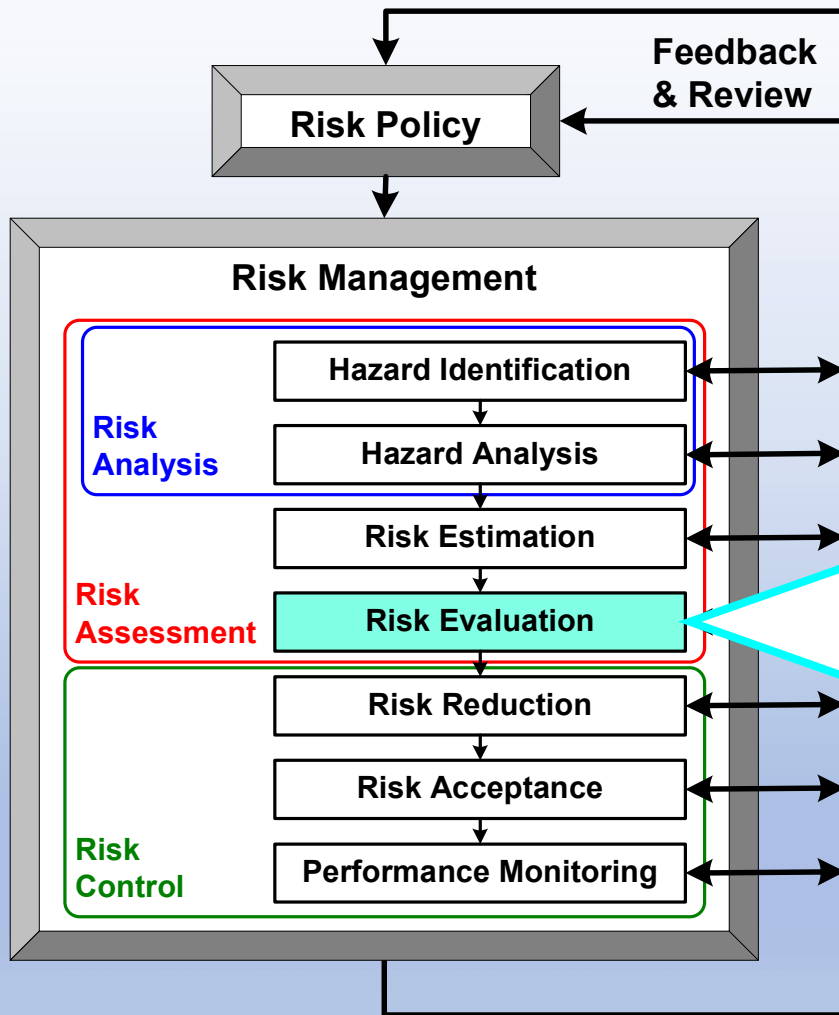 Feedback
& Review
Risk Policy
Risk Management
Hazard Identification
Risk
Analysis
Hazard Analysis
Risk Estimation
Risk
Assessment
Risk Evaluation
Risk Reduction
Risk Acceptance
Risk
Control
Performance Monitoring